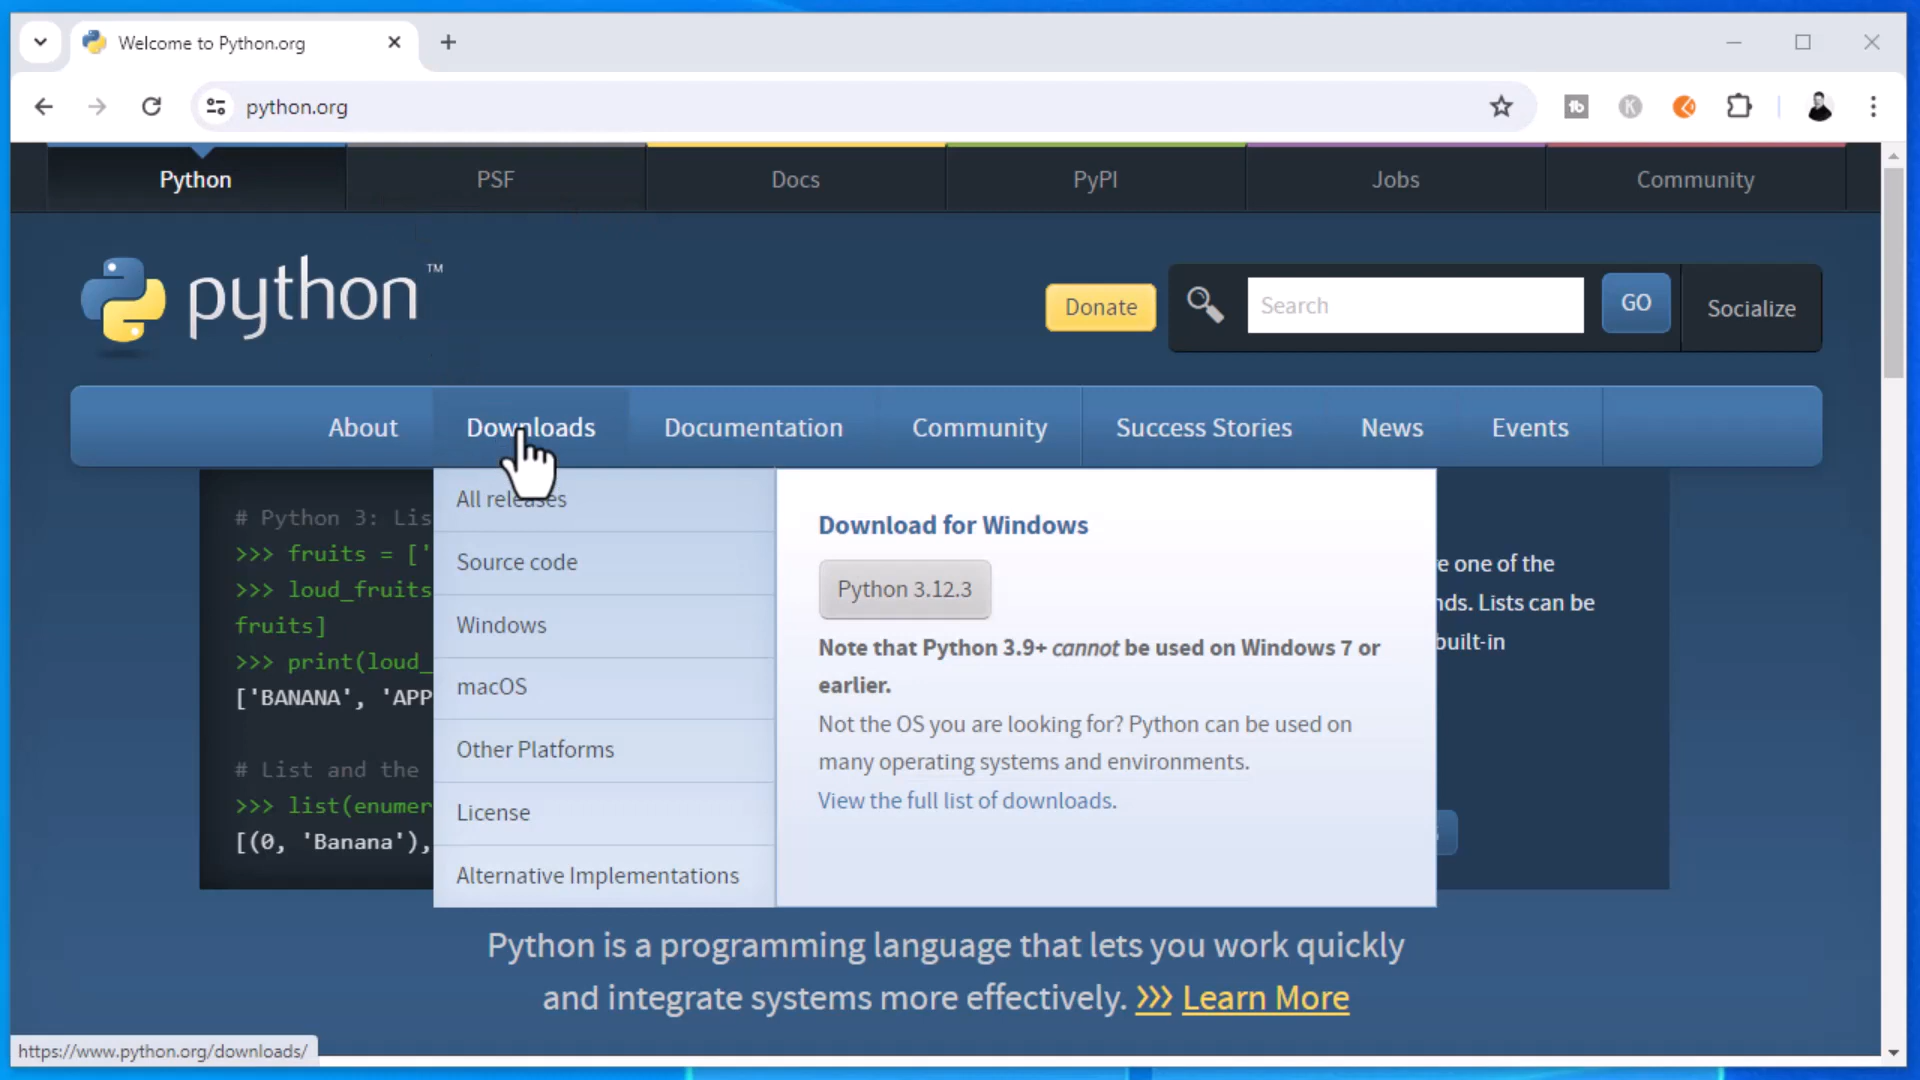 Welcome to Python.org
python.org
Python PSF Docs PyPI Jobs Community
python™
Donate Search GO Socialize
About Downloads Documentation Community Success Stories News Events
All releases
Source code
Windows
macOS
Other Platforms
License
Alternative Implementations
Download for Windows
Python 3.12.3
Note that Python 3.9+ cannot be used on Windows 7 or
earlier.
Not the OS you are looking for? Python can be used on
many operating systems and environments.
View the full list of downloads.
# Python 3: Lis
>>> fruits = ['
>>> loud_fruits
fruits]
>>> print(loud_
['BANANA', 'APP
# List and the
>>> list(enumer
[(0, 'Banana'),
e one of the
nds. Lists can be
built-in
Python is a programming language that lets you work quickly
and integrate systems more effectively. >>> Learn More
https://www.python.org/downloads/